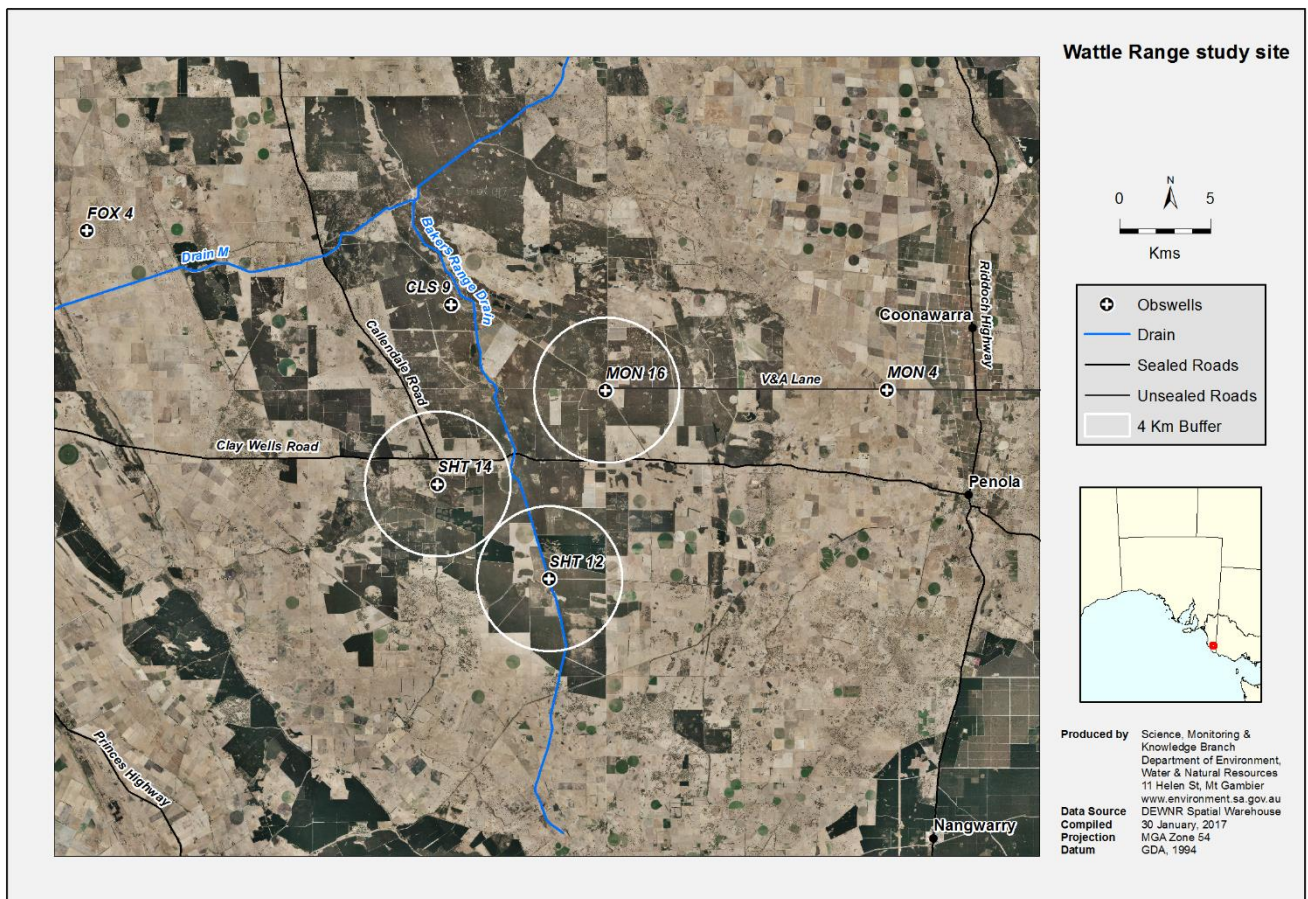 Wattle Range study site
N
0 5
Kms
FOX 4
Drain M
Bakers Range Drain
CLS 9
Callendale Road
Coonawarra
Riddoch Highway
MON 16
V&A Lane
MON 4
Clay Wells Road
SHT 14
Penola
SHT 12
Princes Highway
Nangwarry
Obswells
Drain
Sealed Roads
Unsealed Roads
4 Km Buffer
Produced by Science, Monitoring &
Knowledge Branch
Department of Environment,
Water & Natural Resources
11 Helen St, Mt Gambier
www.environment.sa.gov.au
Data Source DEWNR Spatial Warehouse
Compiled 30 January, 2017
Projection MGA Zone 54
Datum GDA, 1994